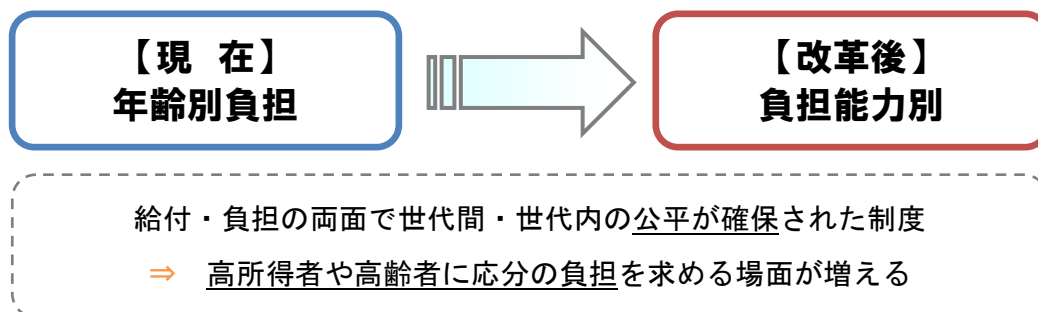 【現 在】
年齢別負担
【改革後】
負担能力別
給付・負担の両面で世代間・世代内の公平が確保された制度
⇒ 高所得者や高齢者に応分の負担を求める場面が増える